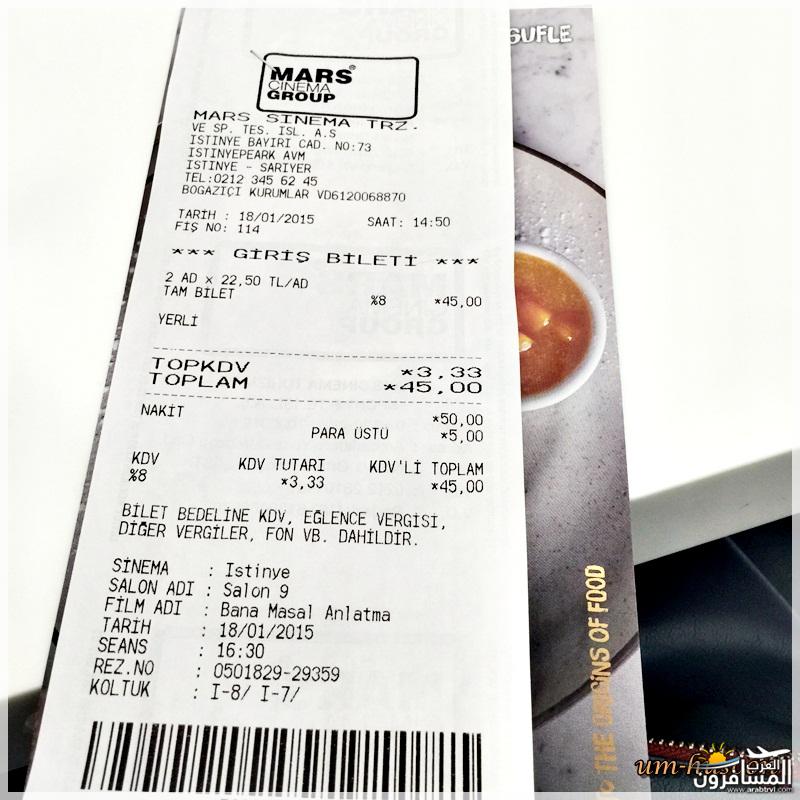 SUFLE
MARS®
CINEMA
GROUP
MARS SINEMA TRZ.
VE SP. TES. ISL. A.S
ISTINYE BAYIRI CAD. NO:73
ISTINYEPEARK AVM
ISTINYE - SARIYER
TEL:0212 345 62 45
BOGAZIÇI KURUMLAR VD6120068870
TARİH : 18/01/2015 SAAT: 14:50
FİŞ NO: 114
*** GİRİŞ BİLETİ ***
2 AD x 22,50 TL/AD
TAM BİLET %8 *45,00
YERLİ
TOPKDV *3,33
TOPLAM *45,00
NAKİT *50,00
PARA ÜSTÜ *5,00
KDV KDV TUTARI KDV'Lİ TOPLAM
%8 *3,33 *45,00
BİLET BEDELİNE KDV, EĞLENCE VERGİSİ,
DİĞER VERGİLER, FON VB. DAHİLDİR.
SİNEMA : Istinye
SALON ADI : Salon 9
FİLM ADI : Bana Masal Anlatma
TARİH : 18/01/2015
SEANS : 16:30
REZ.NO : 0501829-29359
KOLTUK : I-8/ I-7/
THE ORIGINS OF FOOD
المسافرون
العرب
www.arabtrvl.com